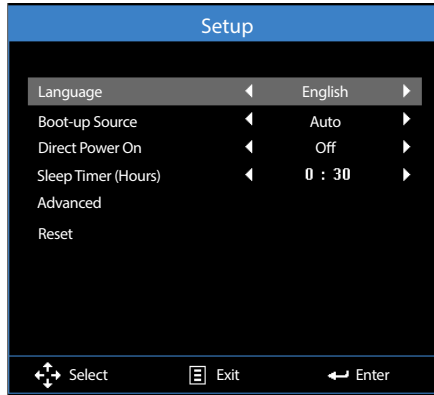 Setup
Language English
Boot-up Source Auto
Direct Power On Off
Sleep Timer (Hours) 0 : 30
Advanced
Reset
Select Exit Enter